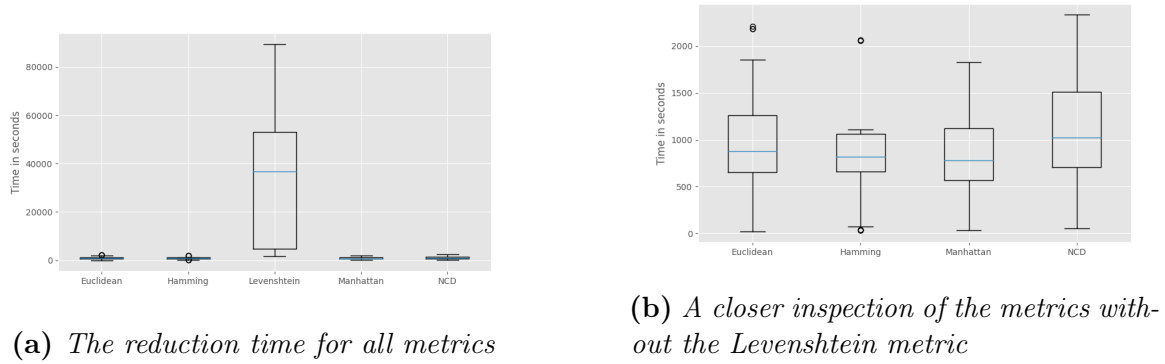 Time in seconds
80000
60000
40000
20000
0
Euclidean Hamming Levenshtein Manhattan NCD
(a) The reduction time for all metrics
Time in seconds
2000
1500
1000
500
0
Euclidean Hamming Manhattan NCD
(b) A closer inspection of the metrics with-
out the Levenshtein metric